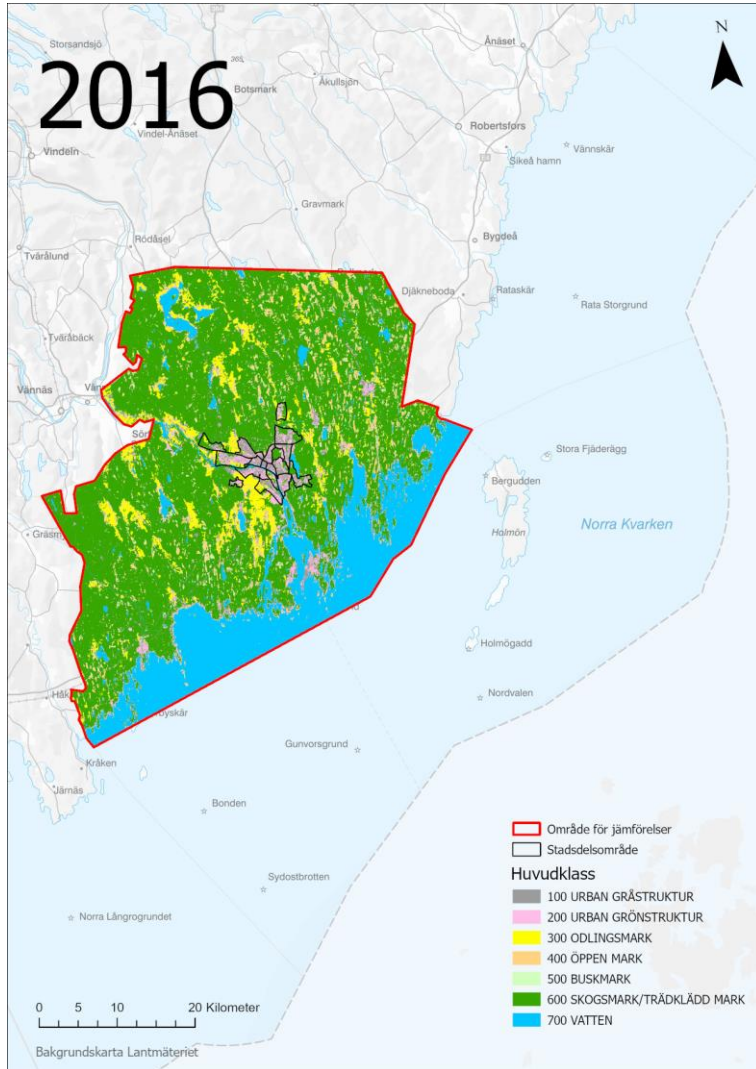 2016
N
Storsandsjö
Ånäset
Åkullsjön
Botsmark
Vindel-Ånäset
Robertsfors
Vindeln
Sikeå hamn
Vännskär
Gravmark
Rödåsel
Bygdeå
Tvärålund
Djäkneboda
Rataskär
Rata Storgrund
Tväråbäck
Vännäs
Stora Fjäderägg
Bergudden
Holmön
Norra Kvarken
Holmögadd
Nordvalen
Gunvorsgrund
Kråken
Järnäs
Bonden
Sydostbrotten
Norra Långrogrundet
Område för jämförelser
Stadsdelsområde
Huvudklass
100 URBAN GRÅSTRUKTUR
200 URBAN GRÖNSTRUKTUR
300 ODLINGSMARK
400 ÖPPEN MARK
500 BUSKMARK
600 SKOGSMARK/TRÄDKLÄDD MARK
700 VATTEN
0 5 10 20 Kilometer
Bakgrundskarta Lantmäteriet